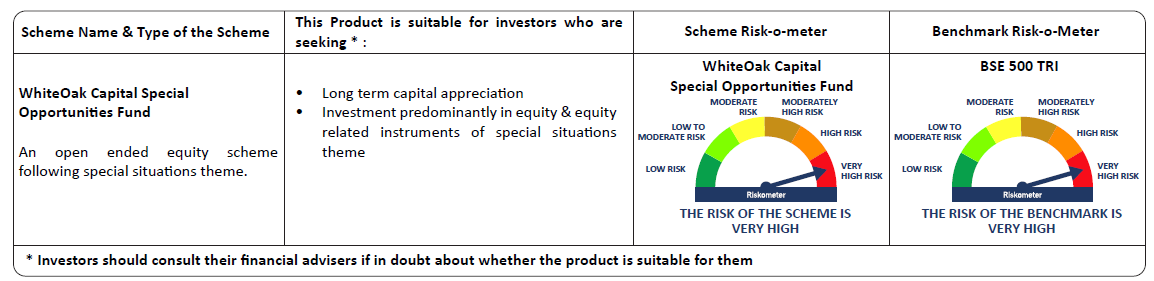 Scheme Name & Type of the Scheme
This Product is suitable for investors who are
seeking * :
Scheme Risk-o-meter
Benchmark Risk-o-Meter
WhiteOak Capital Special
Opportunities Fund
An open ended equity scheme
following special situations theme.
• Long term capital appreciation
• Investment predominantly in equity & equity
related instruments of special situations
theme
WhiteOak Capital
Special Opportunities Fund
LOW RISK
LOW TO
MODERATE RISK
MODERATE
RISK
MODERATELY
HIGH RISK
HIGH RISK
VERY
HIGH RISK
Riskometer
THE RISK OF THE SCHEME IS
VERY HIGH
BSE 500 TRI
LOW RISK
LOW TO
MODERATE RISK
MODERATE
RISK
MODERATELY
HIGH RISK
HIGH RISK
VERY
HIGH RISK
Riskometer
THE RISK OF THE BENCHMARK IS
VERY HIGH
* Investors should consult their financial advisers if in doubt about whether the product is suitable for them